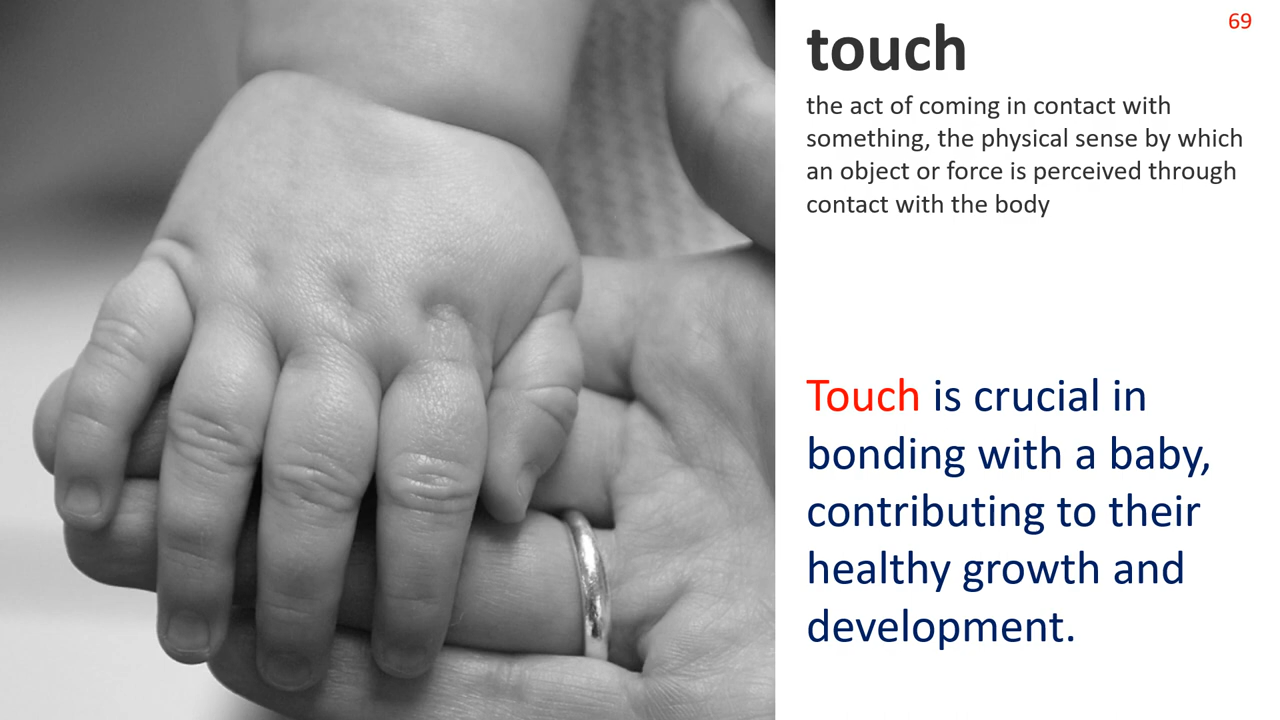 69
touch
the act of coming in contact with
something, the physical sense by which
an object or force is perceived through
contact with the body
Touch is crucial in
bonding with a baby,
contributing to their
healthy growth and
development.